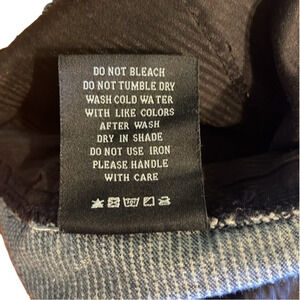 DO NOT BLEACH
DO NOT TUMBLE DRY
WASH COLD WATER
WITH LIKE COLORS
AFTER WASH
DRY IN SHADE
DO NOT USE IRON
PLEASE HANDLE
WITH CARE